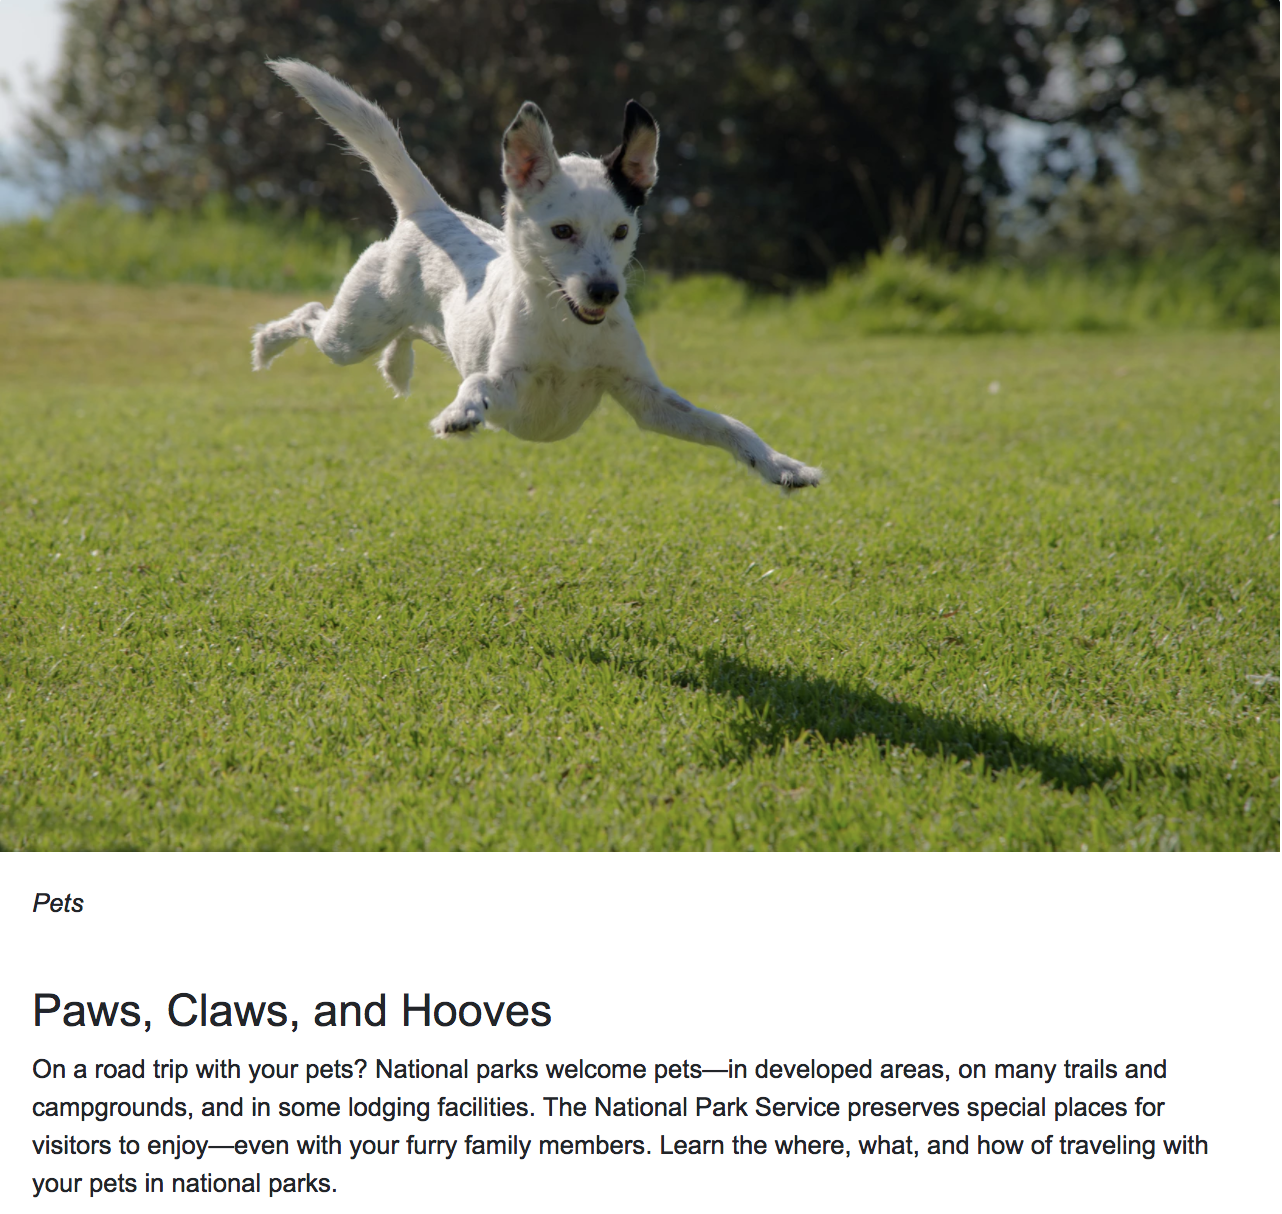 Pets
Paws, Claws, and Hooves
On a road trip with your pets? National parks welcome pets—in developed areas, on many trails and
campgrounds, and in some lodging facilities. The National Park Service preserves special places for
visitors to enjoy—even with your furry family members. Learn the where, what, and how of traveling with
your pets in national parks.